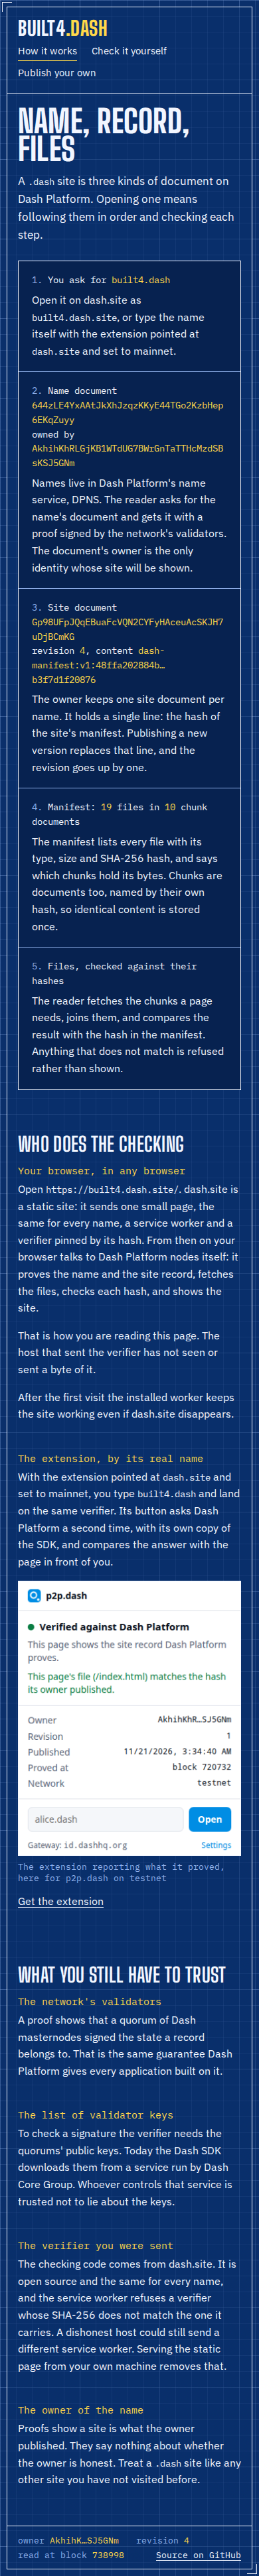 BUILT4.DASH
How it works Check it yourself
Publish your own
NAME, RECORD,
FILES
A .dash site is three kinds of document on
Dash Platform. Opening one means
following them in order and checking each
step.
1. You ask for built4.dash
Open it on dash.site as
built4.dash.site, or type the name
itself with the extension pointed at
dash.site and set to mainnet.
2. Name document
644zLE4YxAAtJkXhJzqzKKyE44TGo2KzbHep
6EKqZuyy
owned by
AkhihKhRLGjKB1WTdUG7BWrGnTaTTHcMzdSB
sKSJ5GNm
Names live in Dash Platform's name
service, DPNS. The reader asks for the
name's document and gets it with a
proof signed by the network's validators.
The document's owner is the only
identity whose site will be shown.
3. Site document
Gp98UFpJQqEBuaFcVQN2CYFyHAceuAcSKJH7
uDjBCmKG
revision 4, content dash-
manifest:v1:48ffa202884b…
b3f7d1f20876
The owner keeps one site document per
name. It holds a single line: the hash of
the site's manifest. Publishing a new
version replaces that line, and the
revision goes up by one.
4. Manifest: 19 files in 10 chunk
documents
The manifest lists every file with its
type, size and SHA-256 hash, and says
which chunks hold its bytes. Chunks are
documents too, named by their own
hash, so identical content is stored
once.
5. Files, checked against their
hashes
The reader fetches the chunks a page
needs, joins them, and compares the
result with the hash in the manifest.
Anything that does not match is refused
rather than shown.
WHO DOES THE CHECKING
Your browser, in any browser
Open https://built4.dash.site/. dash.site is
a static site: it sends one small page, the
same for every name, a service worker and a
verifier pinned by its hash. From then on your
browser talks to Dash Platform nodes itself: it
proves the name and the site record, fetches
the files, checks each hash, and shows the
site.
That is how you are reading this page. The
host that sent the verifier has not seen or
sent a byte of it.
After the first visit the installed worker keeps
the site working even if dash.site disappears.
The extension, by its real name
With the extension pointed at dash.site and
set to mainnet, you type built4.dash and land
on the same verifier. Its button asks Dash
Platform a second time, with its own copy of
the SDK, and compares the answer with the
page in front of you.
p2p.dash
Verified against Dash Platform
This page shows the site record Dash Platform
proves.
This page's file (/index.html) matches the hash
its owner published.
Owner AkhihKhR…SJ5GNm
Revision 1
Published 11/21/2026, 3:34:40 AM
Proved at block 720732
Network testnet
alice.dash Open
Gateway: id.dashhq.org Settings
The extension reporting what it proved,
here for p2p.dash on testnet
Get the extension
WHAT YOU STILL HAVE TO TRUST
The network's validators
A proof shows that a quorum of Dash
masternodes signed the state a record
belongs to. That is the same guarantee Dash
Platform gives every application built on it.
The list of validator keys
To check a signature the verifier needs the
quorums' public keys. Today the Dash SDK
downloads them from a service run by Dash
Core Group. Whoever controls that service is
trusted not to lie about the keys.
The verifier you were sent
The checking code comes from dash.site. It is
open source and the same for every name,
and the service worker refuses a verifier
whose SHA-256 does not match the one it
carries. A dishonest host could still send a
different service worker. Serving the static
page from your own machine removes that.
The owner of the name
Proofs show a site is what the owner
published. They say nothing about whether
the owner is honest. Treat a .dash site like any
other site you have not visited before.
owner AkhihK…SJ5GNm revision 4
read at block 738998 Source on GitHub